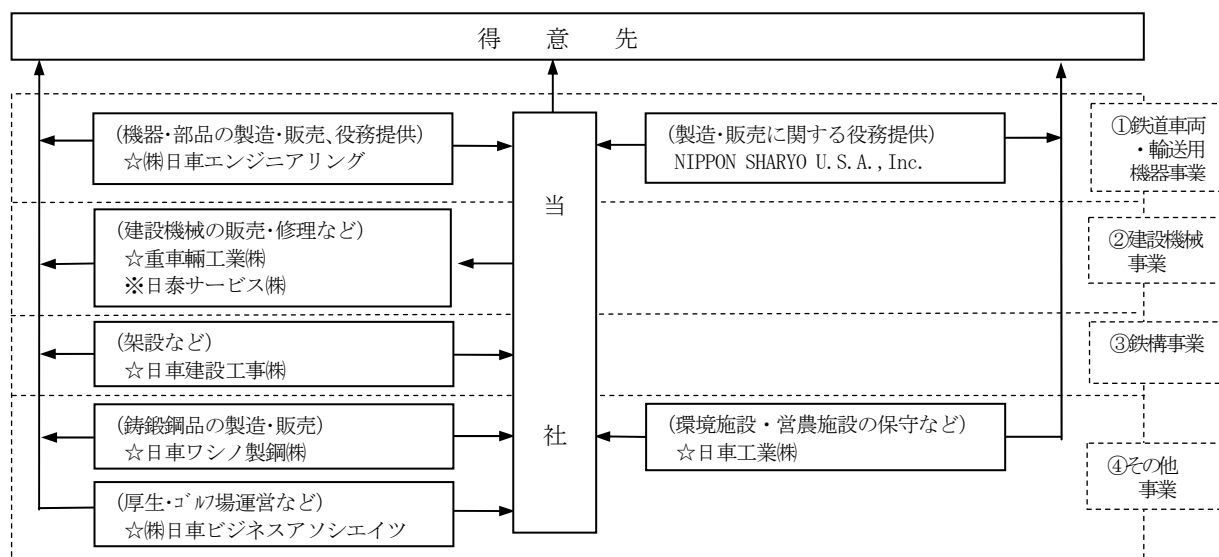 得 意 先
(機器・部品の製造・販売、役務提供)
☆㈱日車エンジニアリング
(製造・販売に関する役務提供)
NIPPON SHARYO U.S.A.,Inc.
①鉄道車両
・輸送用
機器事業
当
社
(建設機械の販売・修理など)
☆重車輛工業㈱
※日泰サービス㈱
②建設機械
事業
(架設など)
☆日車建設工事㈱
③鉄構事業
(鋳鍛鋼品の製造・販売)
☆日車ワシノ製鋼㈱
(環境施設・営農施設の保守など)
☆日車工業㈱
④その他
事業
(厚生・ｺﾞﾙﾌ場運営など)
☆㈱日車ビジネスアソシエイツ